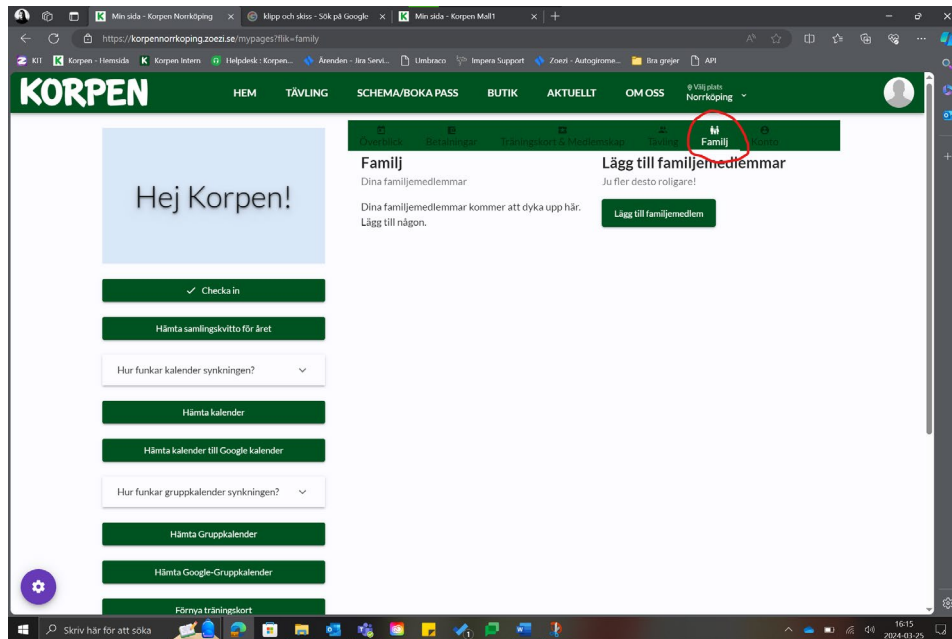 Min sida - Korpen Norrköping
klipp och skiss - Sök på Google
Min sida - Korpen Mall1
https://korpennorrkoping.zoezi.se/mypages?flik=family
KIT
Korpen - Hemsida
Korpen Intern
Helpdesk : Korpen...
Ärenden - Jira Servi...
Umbraco
Impera Support
Zoezi - Autogirome...
Bra grejer
API
KORPEN
HEM
TÄVLING
SCHEMA/BOKA PASS
BUTIK
AKTUELLT
OM OSS
Välj plats
Norrköping
Överblick
Betalningar
Träningskort & Medlemskap
Tävling
Familj
Konto
Hej Korpen!
Checka in
Hämta samlingskvitto för året
Hur funkar kalender synkningen?
Hämta kalender
Hämta kalender till Google kalender
Hur funkar gruppkalender synkningen?
Hämta Gruppkalender
Hämta Google-Gruppkalender
Förnya träningskort
Familj
Dina familjemedlemmar
Dina familjemedlemmar kommer att dyka upp här.
Lägg till någon.
Lägg till familjemedlemmar
Ju fler desto roligare!
Lägg till familjemedlem
Skriv här för att söka
16:15
2024-03-25